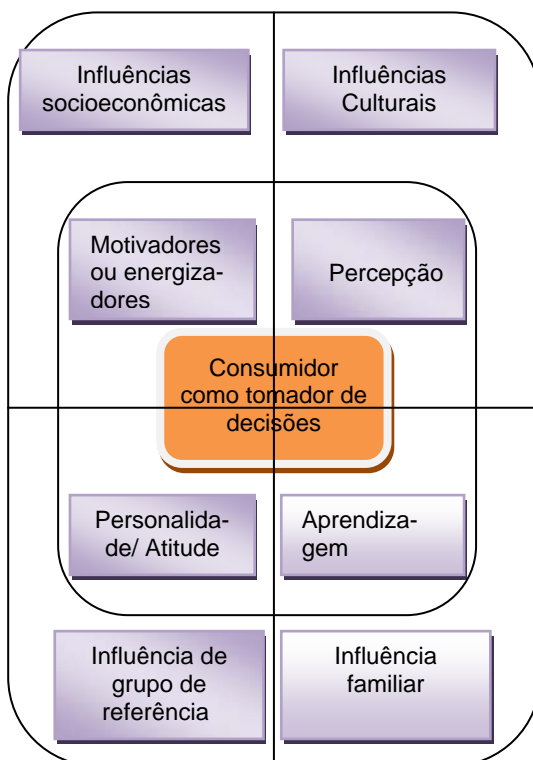 Influências
socioeconômicas
Influências
Culturais
Motivadores
ou energiza-
dores
Percepção
Consumidor
como tomador de
decisões
Personalida-
de/ Atitude
Aprendiza-
gem
Influência de
grupo de
referência
Influência
familiar